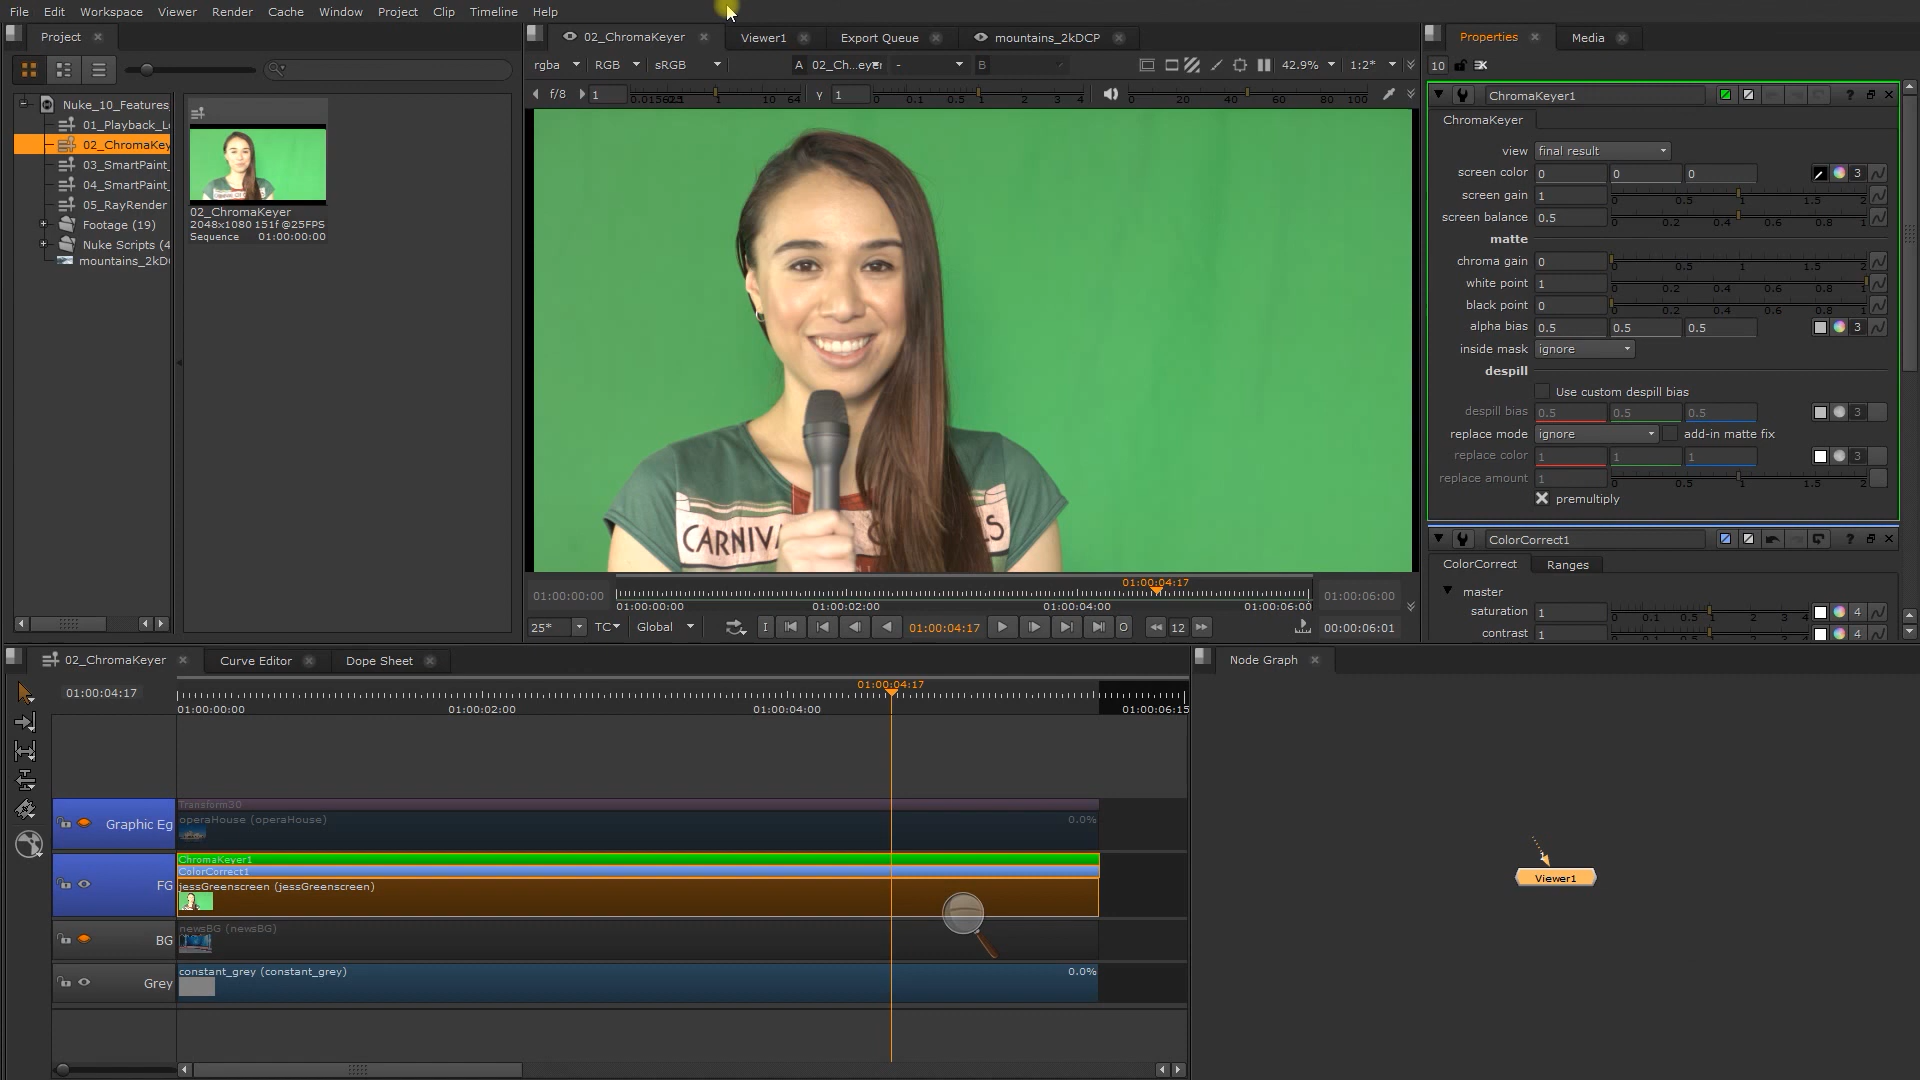 File Edit Workspace Viewer Render Cache Window Project Clip Timeline Help
Project
02_ChromaKeyer Viewer1 Export Queue mountains_2kDCP
Properties Media
rgba RGB sRGB A 02_Ch...eyer - B 42.9% 1:2*
10
f/8 1 10 64 γ 1 0 0.1 0.5 1 2 3 4 0 20 40 60 80 100
Nuke_10_Features
01_Playback_L
02_ChromaKey
03_SmartPaint_
04_SmartPaint_
05_RayRender
Footage (19)
Nuke Scripts (4
mountains_2kD
02_ChromaKeyer
2048x1080 151f @25FPS
Sequence 01:00:00:00
CARNIV
ChromaKeyer1
ChromaKeyer
view final result
screen color 0 0 0 3
screen gain 1 0 0.5 1 1.5 2
screen balance 0.5 0 0.2 0.4 0.6 0.8 1
matte
chroma gain 0 0 0.5 1 1.5 2
white point 1 0 0.2 0.4 0.6 0.8 1
black point 0 0 0.2 0.4 0.6 0.8 1
alpha bias 0.5 0.5 0.5 3
inside mask ignore
despill
Use custom despill bias
despill bias 0.5 0.5 0.5 3
replace mode ignore add-in matte fix
replace color 1 1 1 3
replace amount 1 0 0.5 1 1.5 2
premultiply
ColorCorrect1
ColorCorrect Ranges
master
saturation 1 0 0.1 0.5 1 2 3 4 4
contrast 1 4
01:00:04:17
01:00:00:00 01:00:06:00
01:00:00:00 01:00:02:00 01:00:04:00 01:00:06:00
25* TC Global I 01:00:04:17 O 12 00:00:06:01
02_ChromaKeyer Curve Editor Dope Sheet
Node Graph
01:00:04:17 01:00:04:17
01:00:00:00 01:00:02:00 01:00:04:00 01:00:06:15
Transform30
Graphic Eg operaHouse (operaHouse) 0.0%
ChromaKeyer1
ColorCorrect1
FG jessGreenscreen (jessGreenscreen)
BG newsBG (newsBG)
Grey constant_grey (constant_grey) 0.0%
Viewer1